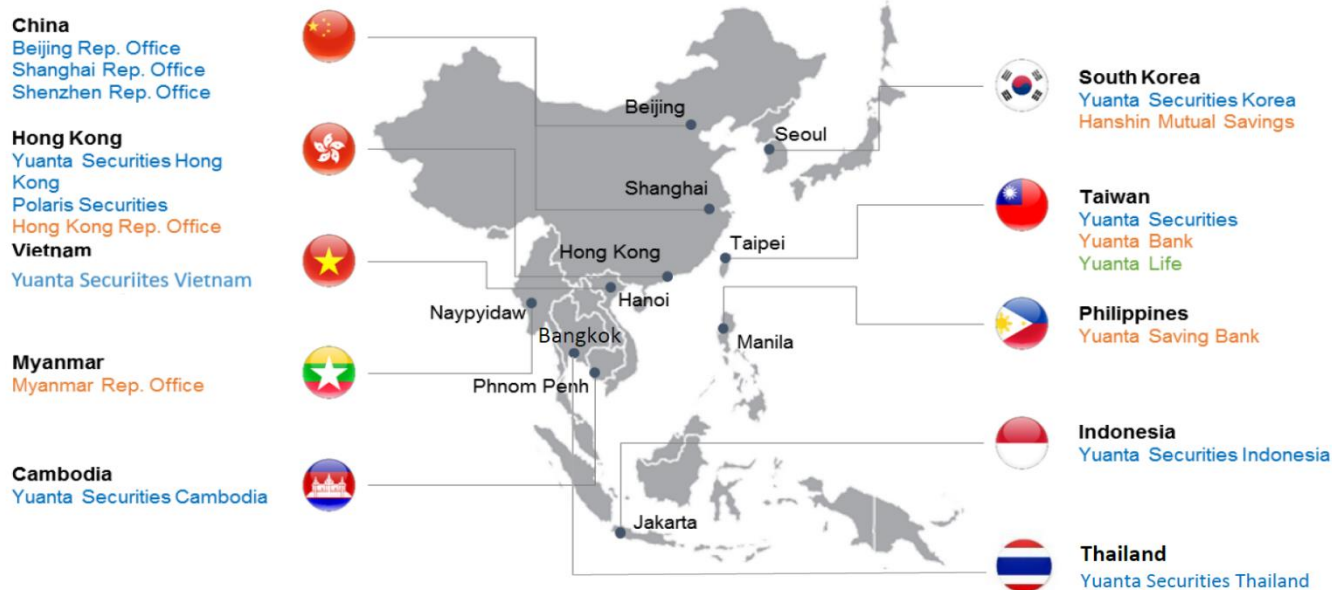 China
Beijing Rep. Office
Shanghai Rep. Office
Shenzhen Rep. Office
Hong Kong
Yuanta Securities Hong
Kong
Polaris Securities
Hong Kong Rep. Office
Vietnam
Yuanta Securiites Vietnam
Myanmar
Myanmar Rep. Office
Cambodia
Yuanta Securities Cambodia
Beijing
Seoul
Shanghai
Taipei
Hong Kong
Hanoi
Naypyidaw
Bangkok
Manila
Phnom Penh
Jakarta
South Korea
Yuanta Securities Korea
Hanshin Mutual Savings
Taiwan
Yuanta Securities
Yuanta Bank
Yuanta Life
Philippines
Yuanta Saving Bank
Indonesia
Yuanta Securities Indonesia
Thailand
Yuanta Securities Thailand